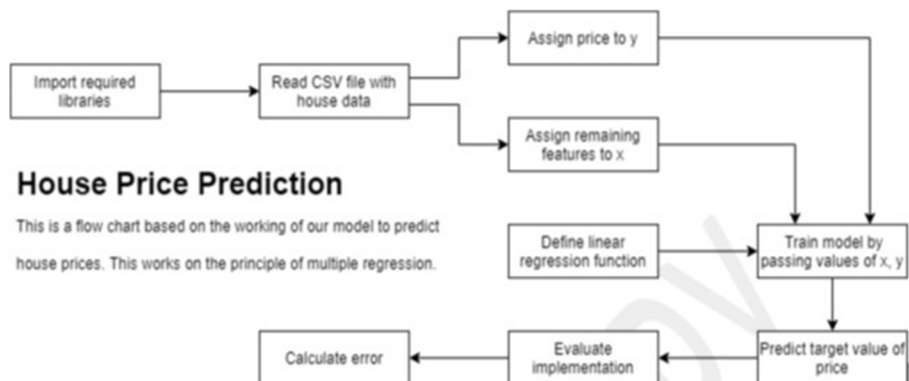 Assign price to y
Import required
libraries
Read CSV file with
house data
Assign remaining
features to x
House Price Prediction
This is a flow chart based on the working of our model to predict
house prices. This works on the principle of multiple regression.
Define linear
regression function
Train model by
passing values of x, y
Predict target value of
price
Evaluate
implementation
Calculate error